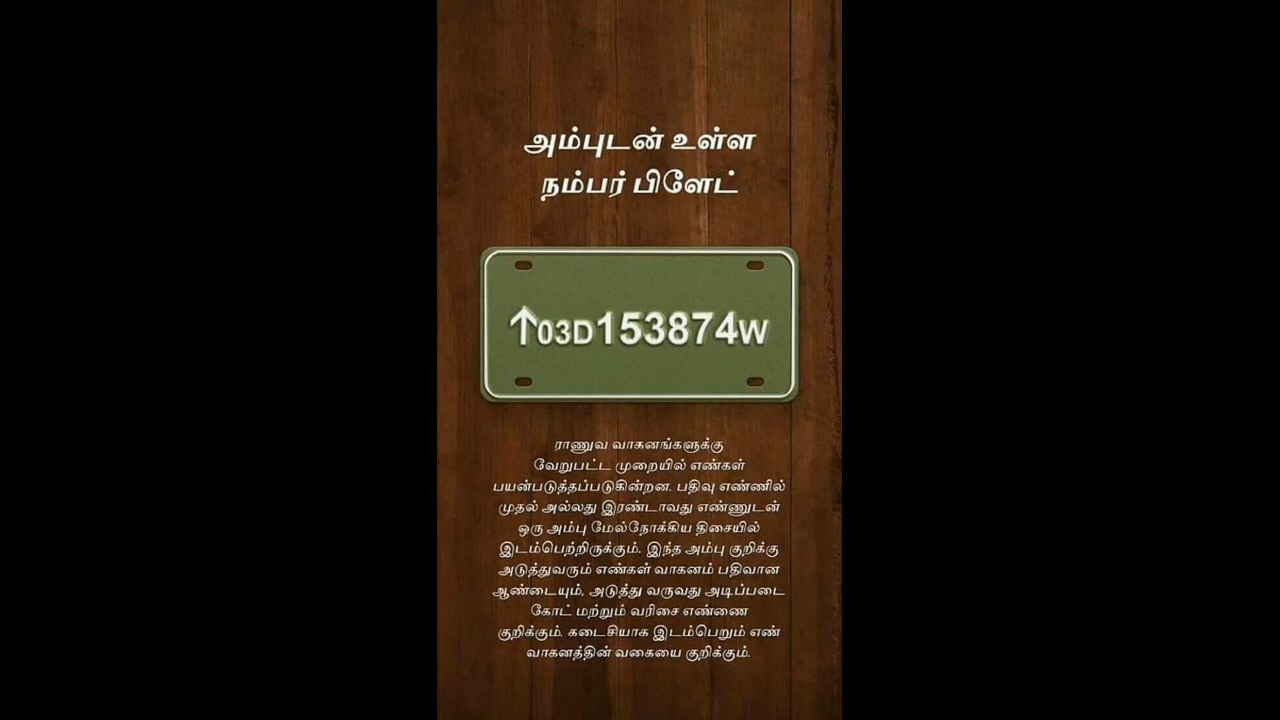 அம்புடன் உள்ள
நம்பர் பிளேட்
↑03D153874W
ராணுவ வாகனங்களுக்கு
வேறுபட்ட முறையில் எண்கள்
பயன்படுத்தப்படுகின்றன. பதிவு எண்ணில்
முதல் அல்லது இரண்டாவது எண்ணுடன்
ஒரு அம்பு மேல்நோக்கிய திசையில்
இடம்பெற்றிருக்கும். இந்த அம்பு குறிக்கு
அடுத்துவரும் எண்கள் வாகனம் பதிவான
ஆண்டையும், அடுத்து வருவது அடிப்படை
கோட் மற்றும் வரிசை எண்ணை
குறிக்கும். கடைசியாக இடம்பெறும் எண்
வாகனத்தின் வகையை குறிக்கும்.